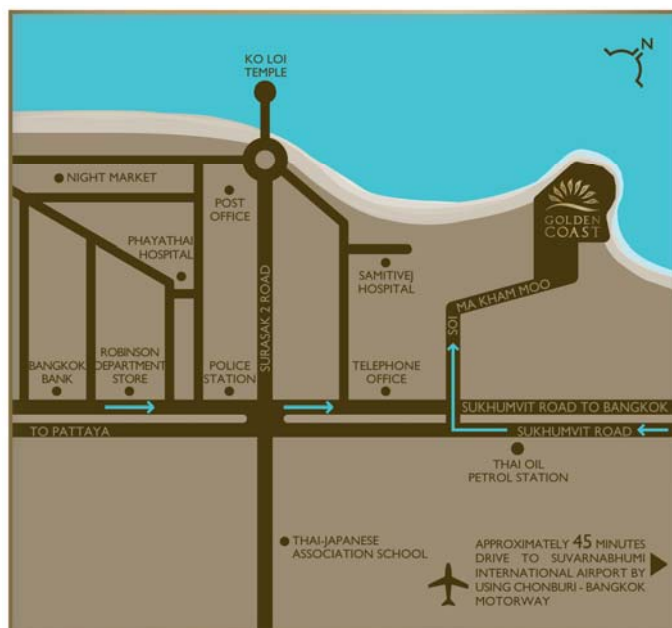 N
KO LOI
TEMPLE
NIGHT MARKET
POST
OFFICE
GOLDEN
COAST
PHAYATHAI
HOSPITAL
SAMITIVEJ
HOSPITAL
SURASAK 2 ROAD
SOI
MA KHAM MOO
BANGKOK
BANK
ROBINSON
DEPARTMENT
STORE
POLICE
STATION
TELEPHONE
OFFICE
SUKHUMVIT ROAD TO BANGKOK
TO PATTAYA
SUKHUMVIT ROAD
THAI OIL
PETROL STATION
THAI-JAPANESE
ASSOCIATION SCHOOL
APPROXIMATELY 45 MINUTES
DRIVE TO SUVARNABHUMI
INTERNATIONAL AIRPORT BY
USING CHONBURI - BANGKOK
MOTORWAY